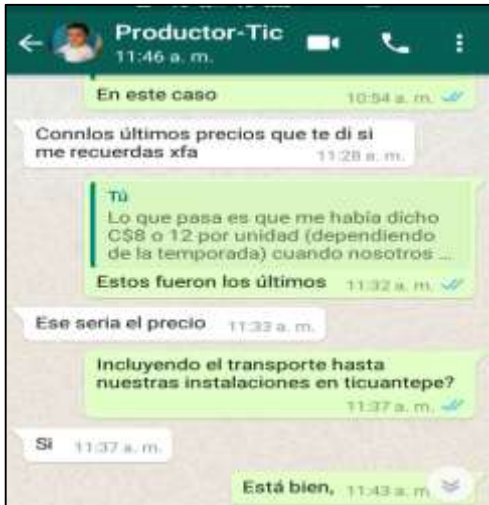 Productor-Tic
11:46 a. m.
En este caso
10:54 a. m.
Connlos últimos precios que te di si
me recuerdas xfa
11:28 a. m.
Tú
Lo que pasa es que me había dicho
C$8 o 12 por unidad (dependiendo
de la temporada) cuando nosotros ...
Estos fueron los últimos 11:32 a. m.
Ese seria el precio 11:33 a. m.
Incluyendo el transporte hasta
nuestras instalaciones en ticuantepe?
11:37 a. m.
Si 11:37 a. m.
Está bien, 11:43 a. m